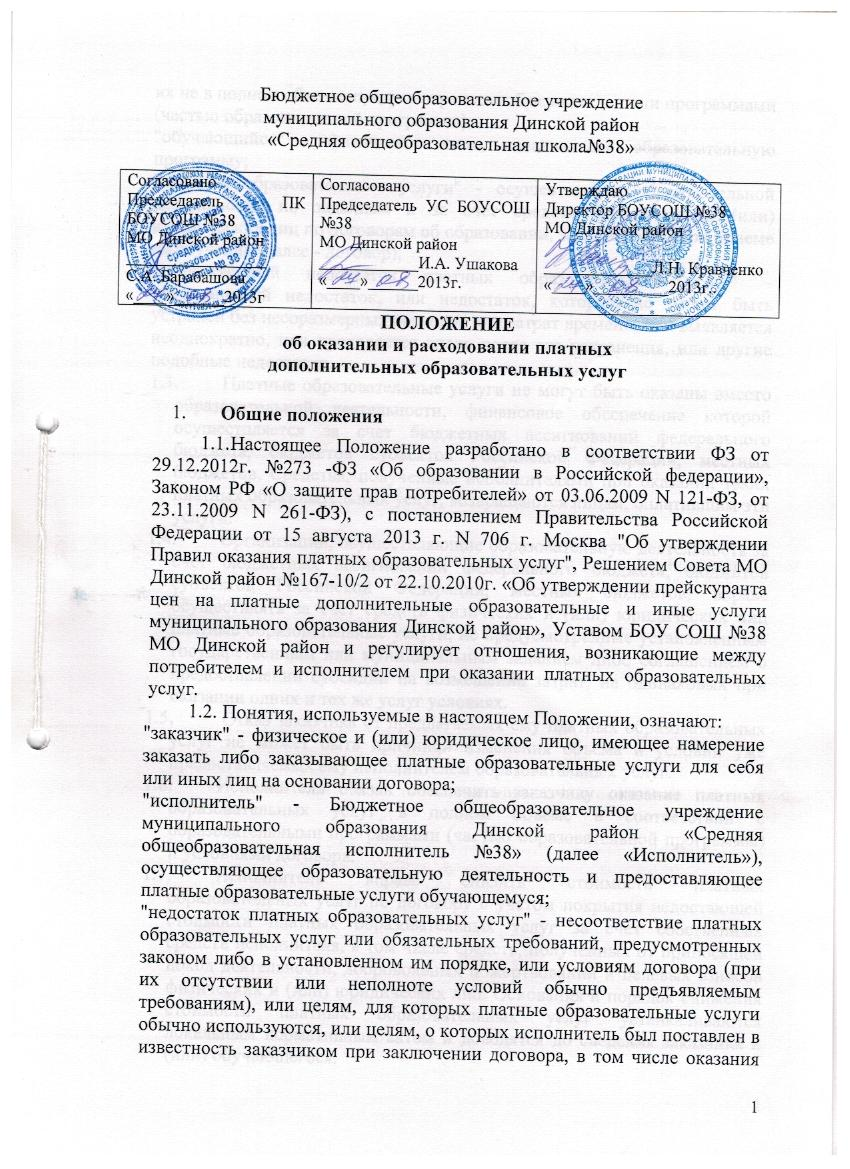 Бюджетное общеобразовательное учреждение
муниципального образования Динской район
«Средняя общеобразовательная школа№38»
Согласовано
Председатель ПК
БОУСОШ №38
МО Динской район
С.А. Барабашова
«___» ______2013г
Согласовано
Председатель УС БОУСОШ
№38
МО Динской район
И.А. Ушакова
«___» 08 2013г.
Утверждаю
Директор БОУСОШ №38
МО Динской район
Л.Н. Кравченко
«___» ______2013г.
ПОЛОЖЕНИЕ
об оказании и расходовании платных
дополнительных образовательных услуг
1. Общие положения
1.1.Настоящее Положение разработано в соответствии ФЗ от
29.12.2012г. №273 -ФЗ «Об образовании в Российской федерации»,
Законом РФ «О защите прав потребителей» от 03.06.2009 N 121-ФЗ, от
23.11.2009 N 261-ФЗ), с постановлением Правительства Российской
Федерации от 15 августа 2013 г. N 706 г. Москва "Об утверждении
Правил оказания платных образовательных услуг", Решением Совета МО
Динской район №167-10/2 от 22.10.2010г. «Об утверждении прейскуранта
цен на платные дополнительные образовательные и иные услуги
муниципального образования Динской район», Уставом БОУ СОШ №38
МО Динской район и регулирует отношения, возникающие между
потребителем и исполнителем при оказании платных образовательных
услуг.
1.2. Понятия, используемые в настоящем Положении, означают:
"заказчик" - физическое и (или) юридическое лицо, имеющее намерение
заказать либо заказывающее платные образовательные услуги для себя
или иных лиц на основании договора;
"исполнитель" - Бюджетное общеобразовательное учреждение
муниципального образования Динской район «Средняя
общеобразовательная исполнитель №38» (далее «Исполнитель»),
осуществляющее образовательную деятельность и предоставляющее
платные образовательные услуги обучающемуся;
"недостаток платных образовательных услуг" - несоответствие платных
образовательных услуг или обязательных требований, предусмотренных
законом либо в установленном им порядке, или условиям договора (при
их отсутствии или неполноте условий обычно предъявляемым
требованиям), или целям, для которых платные образовательные услуги
обычно используются, или целям, о которых исполнитель был поставлен в
известность заказчиком при заключении договора, в том числе оказания
1